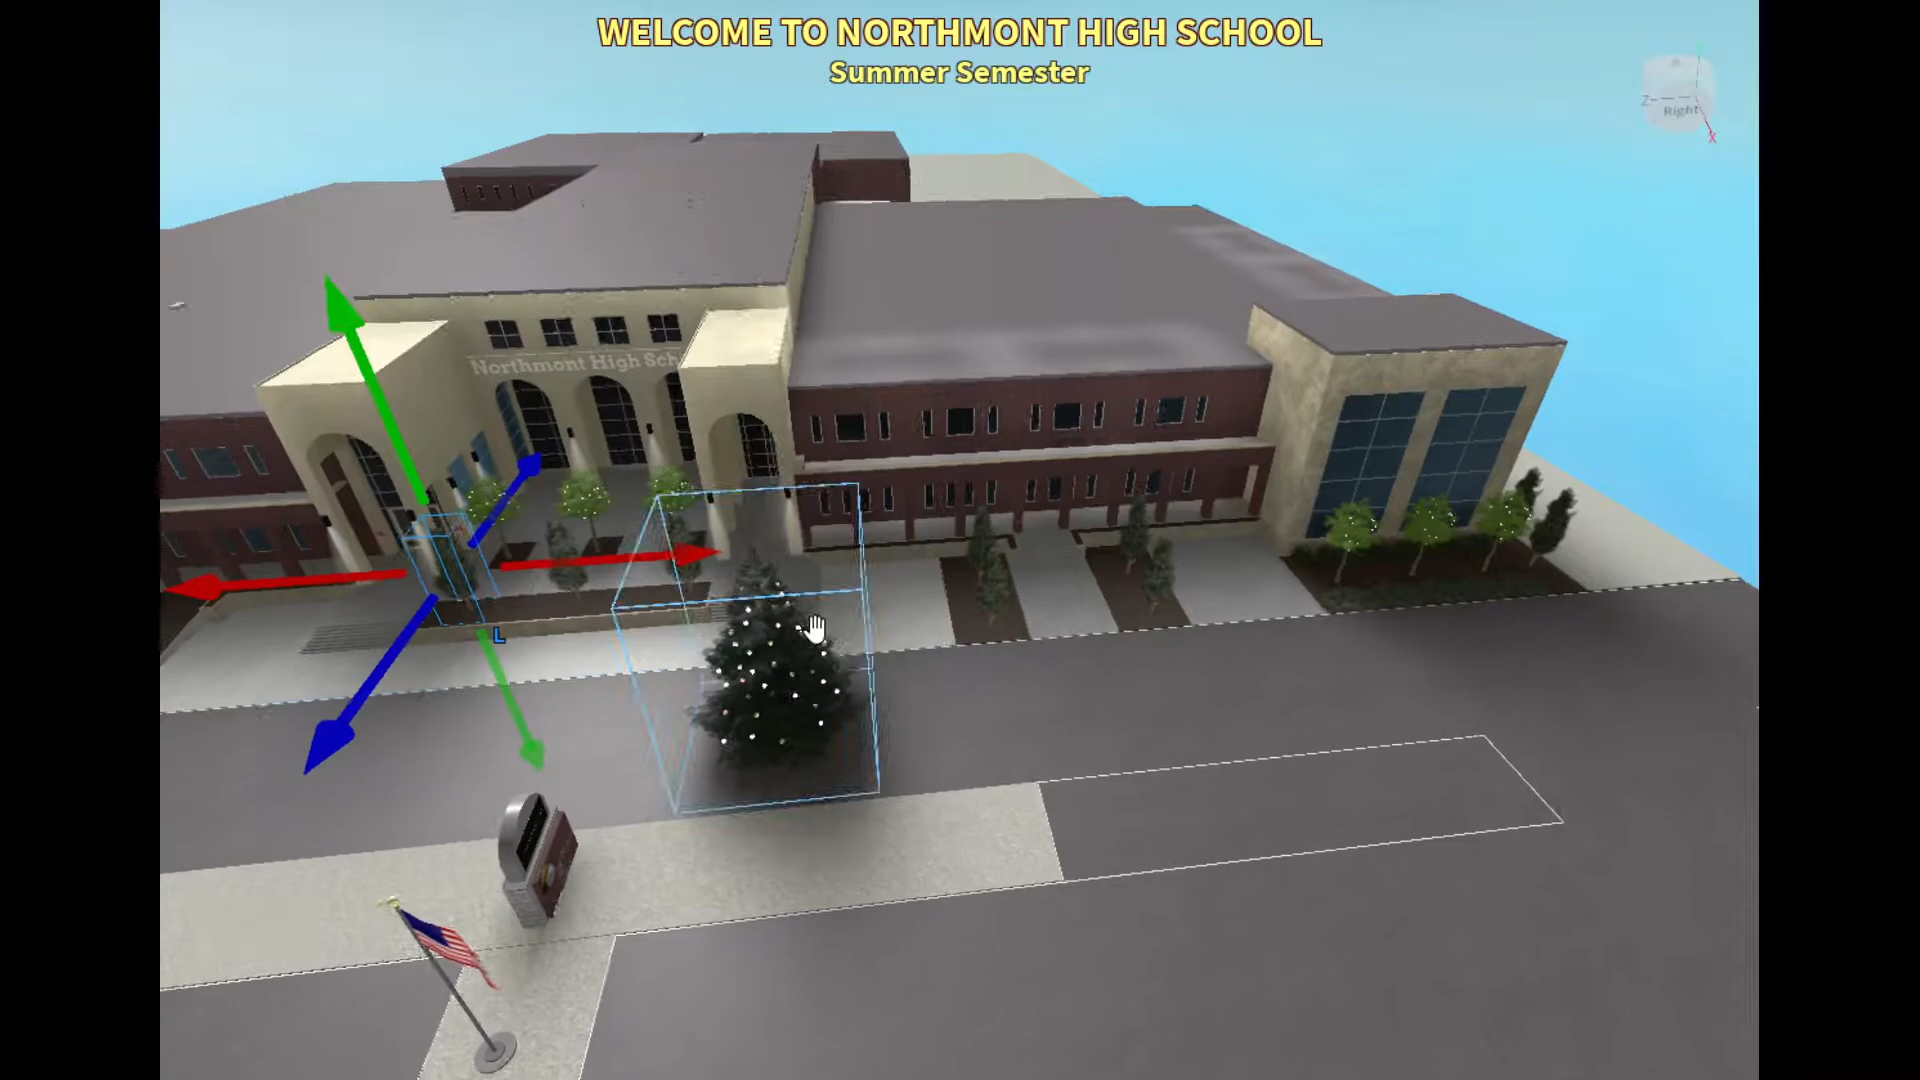 WELCOME TO NORTHMONT HIGH SCHOOL
Summer Semester
Z
Right
X
Northmont High Sch
L